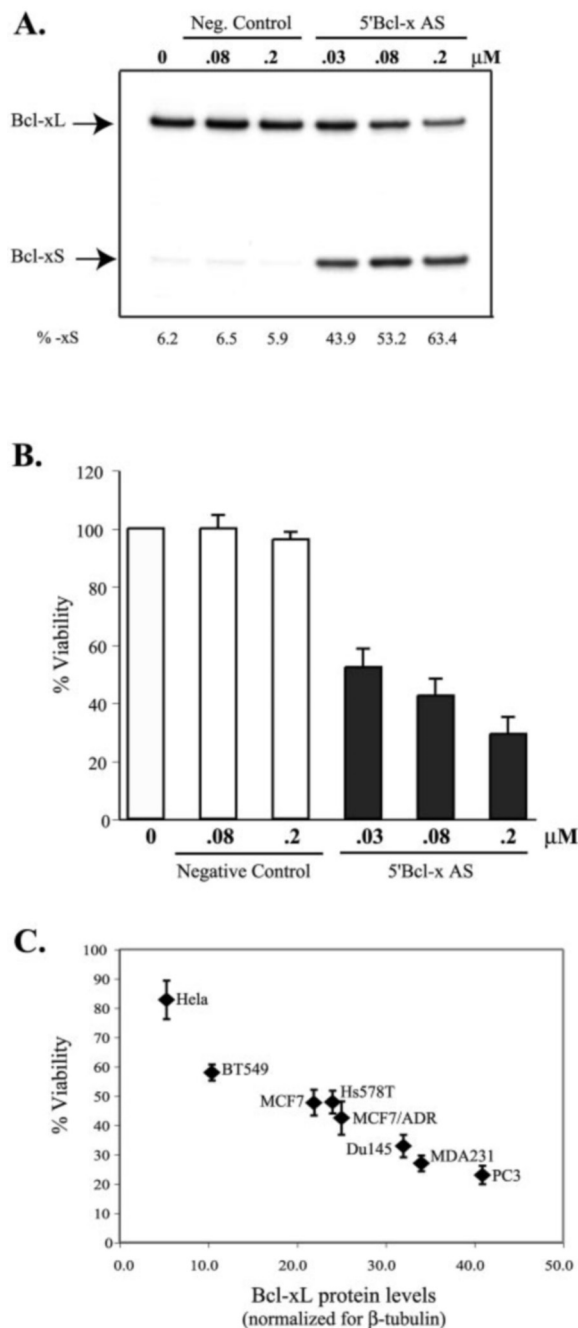 A.
Neg. Control 5'Bcl-x AS
0 .08 .2 .03 .08 .2 μM
Bcl-xL
Bcl-xS
% -xS 6.2 6.5 5.9 43.9 53.2 63.4
B.
120
100
80
60
40
20
0
% Viability
0 .08 .2 .03 .08 .2 μM
Negative Control 5'Bcl-x AS
C.
100
90
80
70
60
50
40
30
20
10
0
% Viability
Hela
BT549
MCF7
Hs578T
MCF7/ADR
Du145
MDA231
PC3
0.0 10.0 20.0 30.0 40.0 50.0
Bcl-xL protein levels
(normalized for β-tubulin)